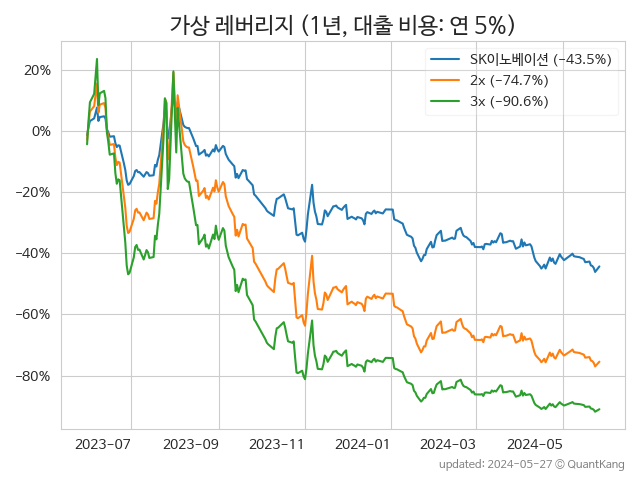 가상 레버리지 (1년, 대출 비용: 연 5%)
SK이노베이션 (−43.5%)
2x (−74.7%)
3x (−90.6%)
20%
0%
−20%
−40%
−60%
−80%
2023-07 2023-09 2023-11 2024-01 2024-03 2024-05
updated: 2024-05-27 © QuantKang